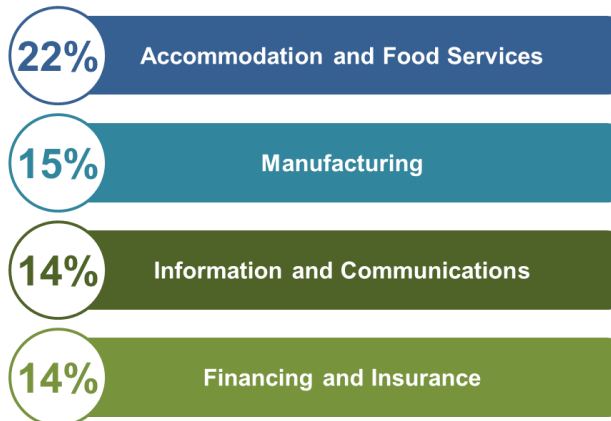 22% Accommodation and Food Services
15% Manufacturing
14% Information and Communications
14% Financing and Insurance